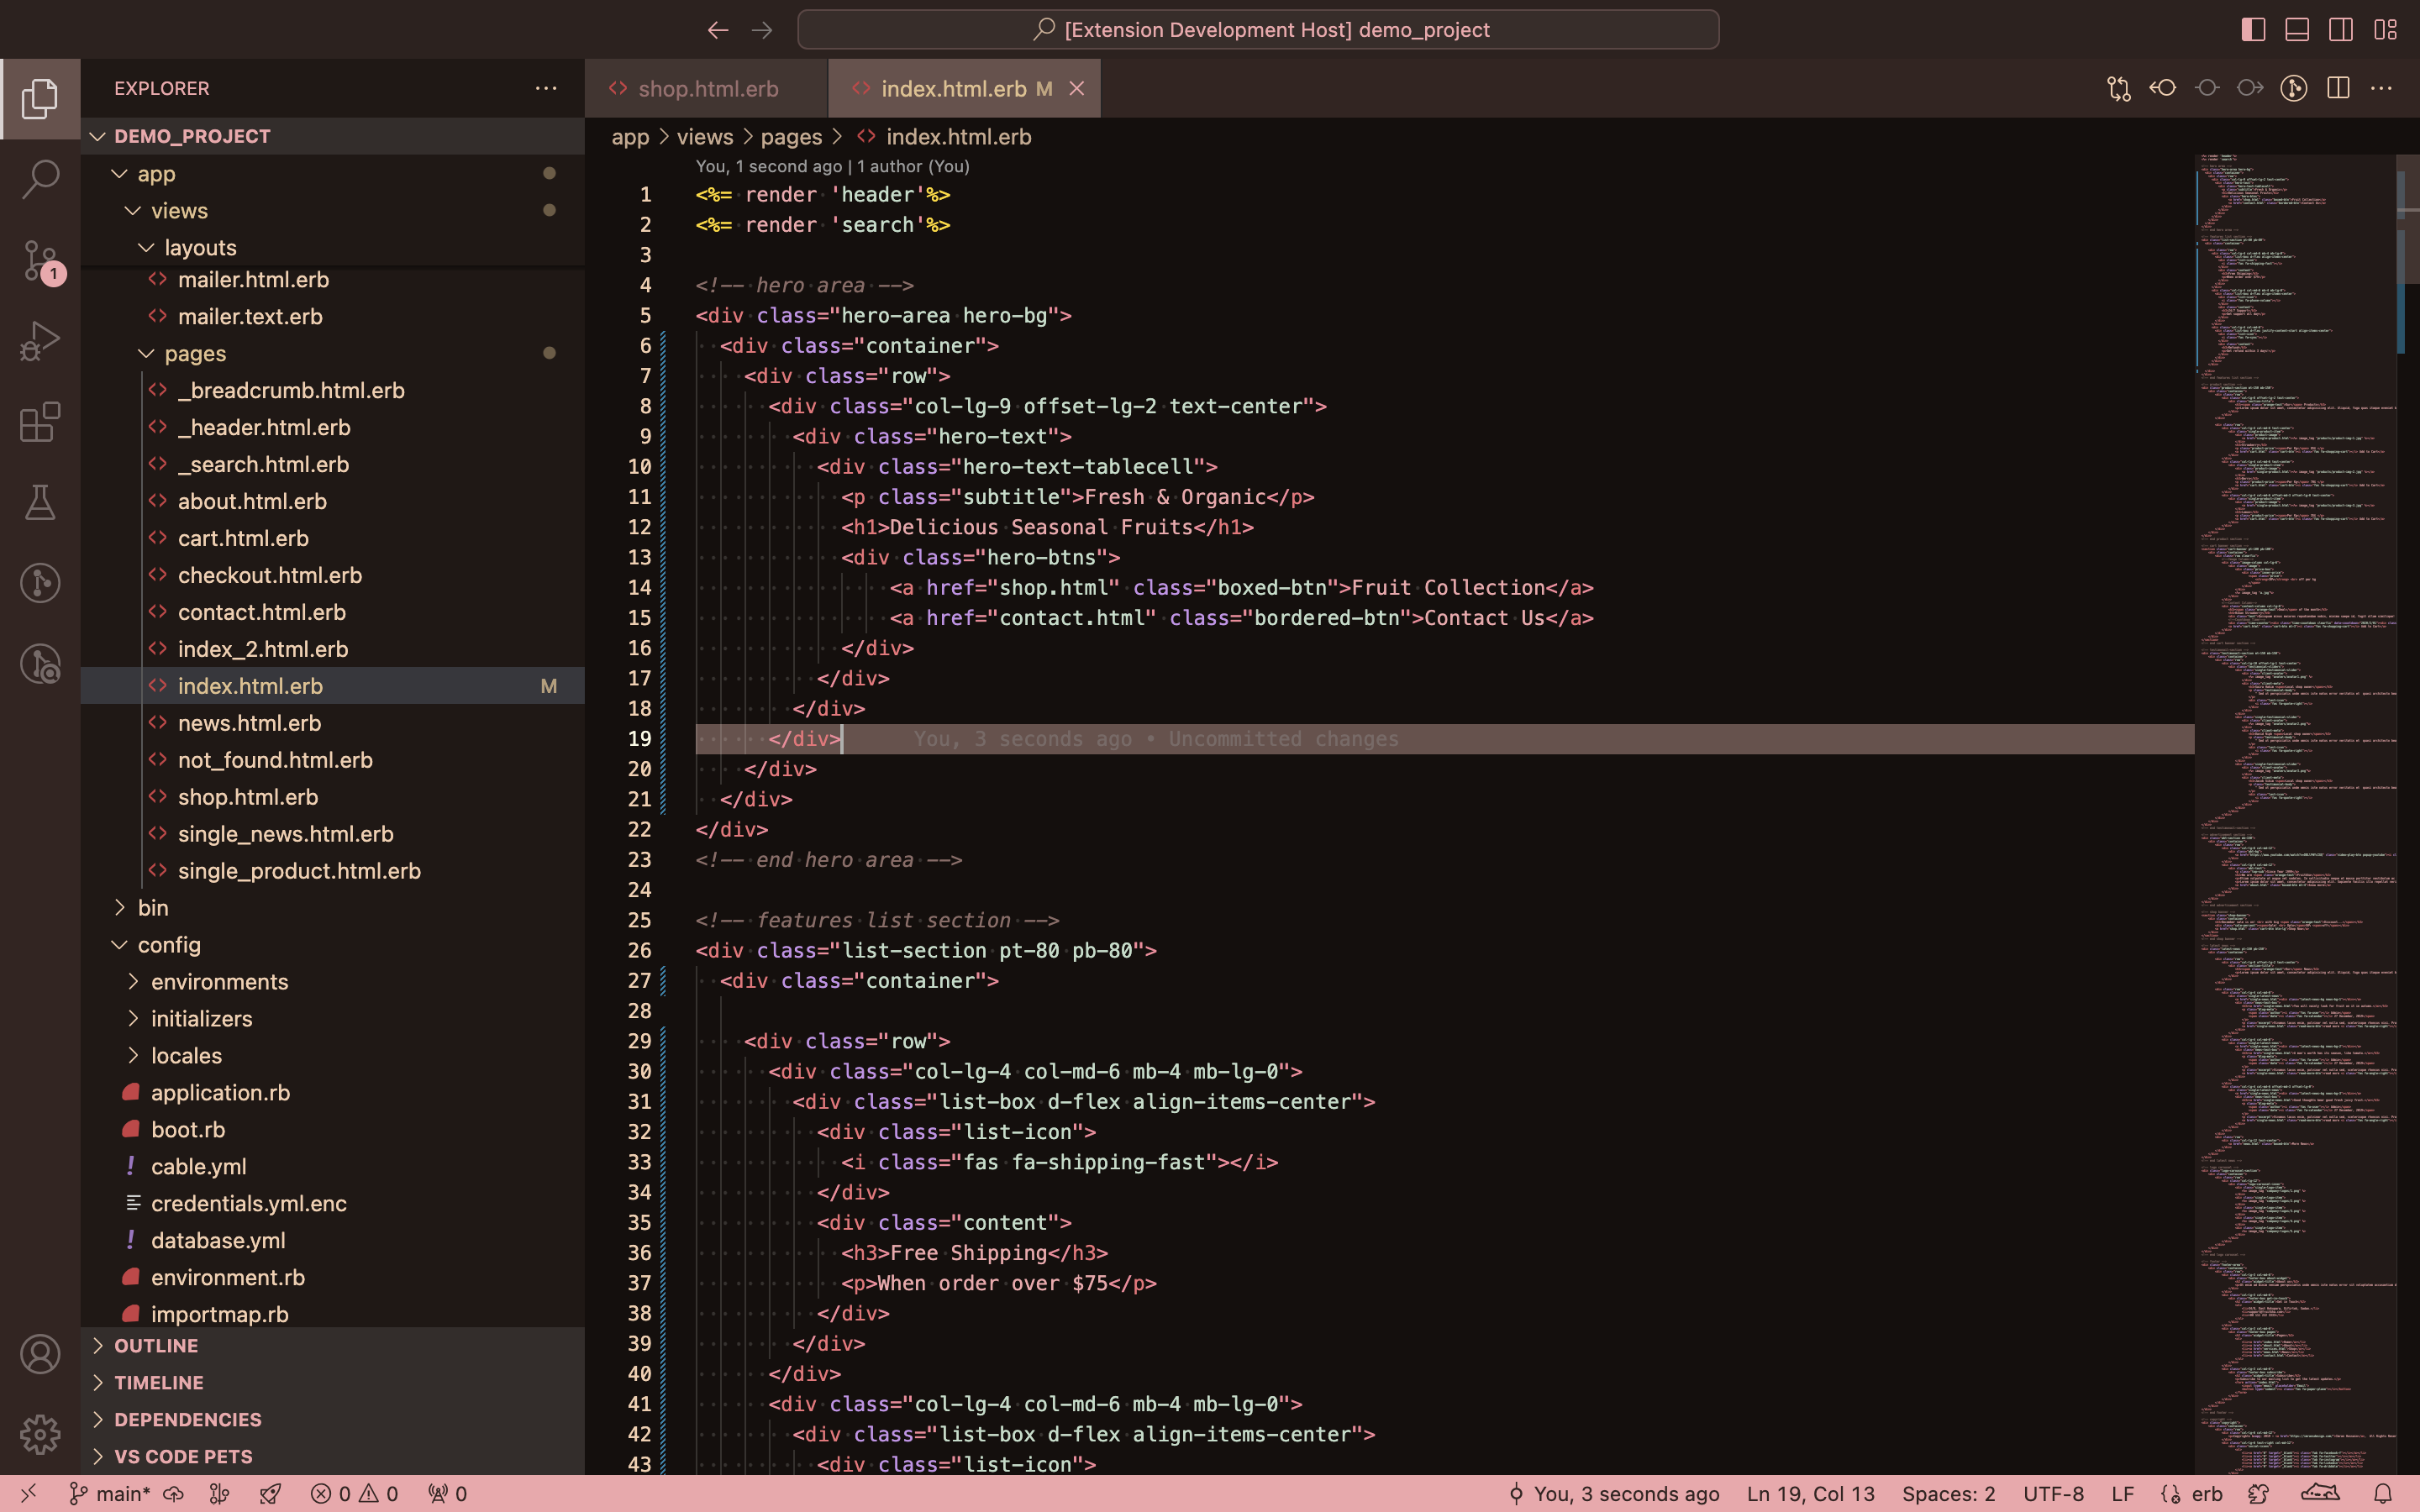 [Extension Development Host] demo_project
EXPLORER
DEMO_PROJECT
app
views
layouts
mailer.html.erb
mailer.text.erb
pages
_breadcrumb.html.erb
_header.html.erb
_search.html.erb
about.html.erb
cart.html.erb
checkout.html.erb
contact.html.erb
index_2.html.erb
index.html.erb M
news.html.erb
not_found.html.erb
shop.html.erb
single_news.html.erb
single_product.html.erb
bin
config
environments
initializers
locales
application.rb
boot.rb
cable.yml
credentials.yml.enc
database.yml
environment.rb
importmap.rb
OUTLINE
TIMELINE
DEPENDENCIES
VS CODE PETS
1
shop.html.erb
index.html.erb M
app > views > pages > index.html.erb
You, 1 second ago | 1 author (You)
1 <%= render 'header'%>
2 <%= render 'search'%>
3
4 <!-- hero area -->
5 <div class="hero-area hero-bg">
6 <div class="container">
7 <div class="row">
8 <div class="col-lg-9 offset-lg-2 text-center">
9 <div class="hero-text">
10 <div class="hero-text-tablecell">
11 <p class="subtitle">Fresh & Organic</p>
12 <h1>Delicious Seasonal Fruits</h1>
13 <div class="hero-btns">
14 <a href="shop.html" class="boxed-btn">Fruit Collection</a>
15 <a href="contact.html" class="bordered-btn">Contact Us</a>
16 </div>
17 </div>
18 </div>
19 </div> You, 3 seconds ago • Uncommitted changes
20 </div>
21 </div>
22 </div>
23 <!-- end hero area -->
24
25 <!-- features list section -->
26 <div class="list-section pt-80 pb-80">
27 <div class="container">
28
29 <div class="row">
30 <div class="col-lg-4 col-md-6 mb-4 mb-lg-0">
31 <div class="list-box d-flex align-items-center">
32 <div class="list-icon">
33 <i class="fas fa-shipping-fast"></i>
34 </div>
35 <div class="content">
36 <h3>Free Shipping</h3>
37 <p>When order over $75</p>
38 </div>
39 </div>
40 </div>
41 <div class="col-lg-4 col-md-6 mb-4 mb-lg-0">
42 <div class="list-box d-flex align-items-center">
43 <div class="list-icon">
main* 0 0 0 You, 3 seconds ago Ln 19, Col 13 Spaces: 2 UTF-8 LF erb